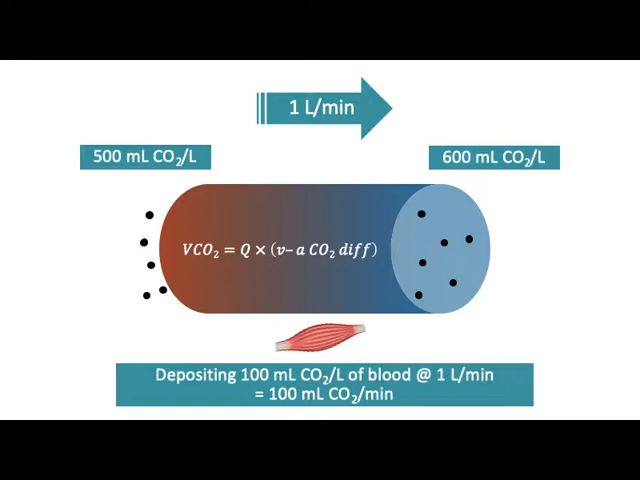 1 L/min
500 mL CO₂/L
600 mL CO₂/L
VCO₂ = Q × (v– a CO₂ diff)
Depositing 100 mL CO₂/L of blood @ 1 L/min
= 100 mL CO₂/min